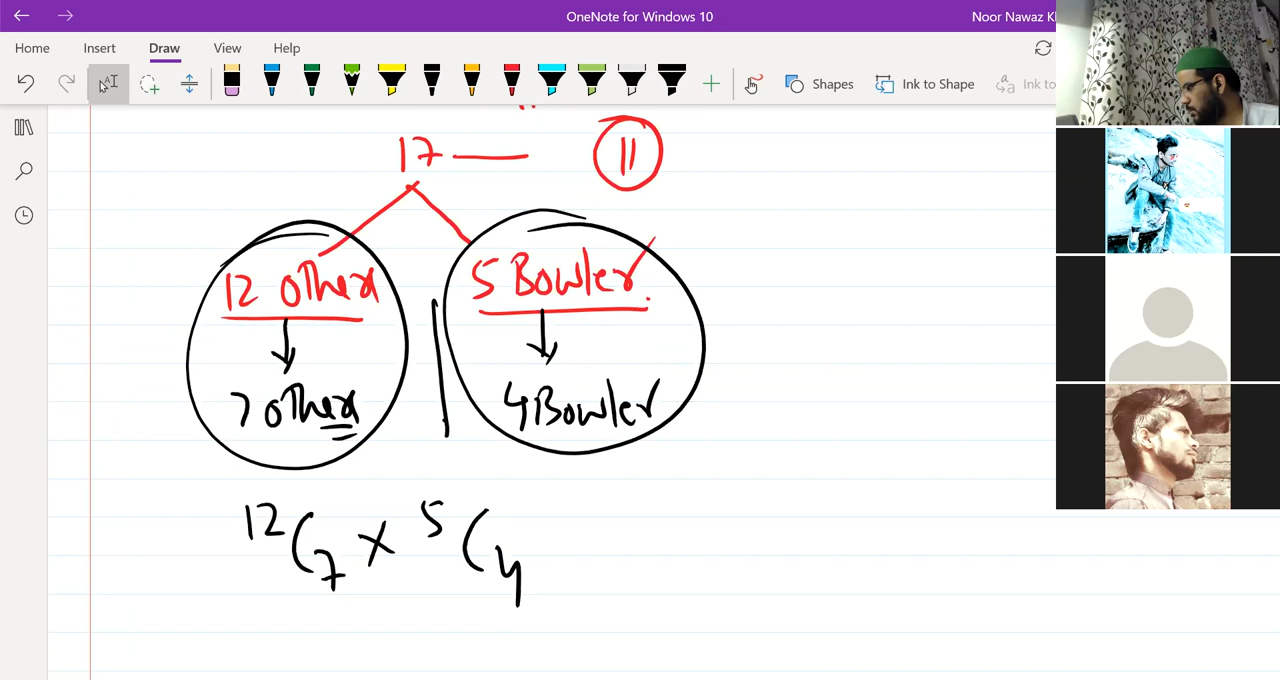 OneNote for Windows 10
Noor Nawaz Kh
Home Insert Draw View Help
Shapes Ink to Shape Ink to
17 — 11
12 other 5 Bowler
7 other 4 Bowler
¹²C₇ × ⁵C₄